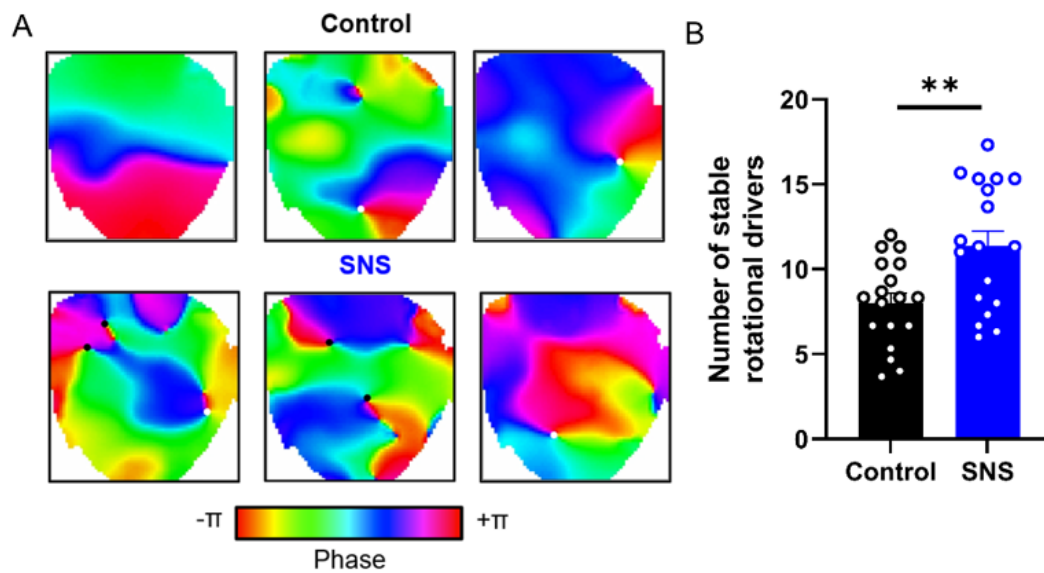 A
Control
SNS
-π
+π
Phase
B
**
Number of stable
rotational drivers
20
15
10
5
0
Control
SNS